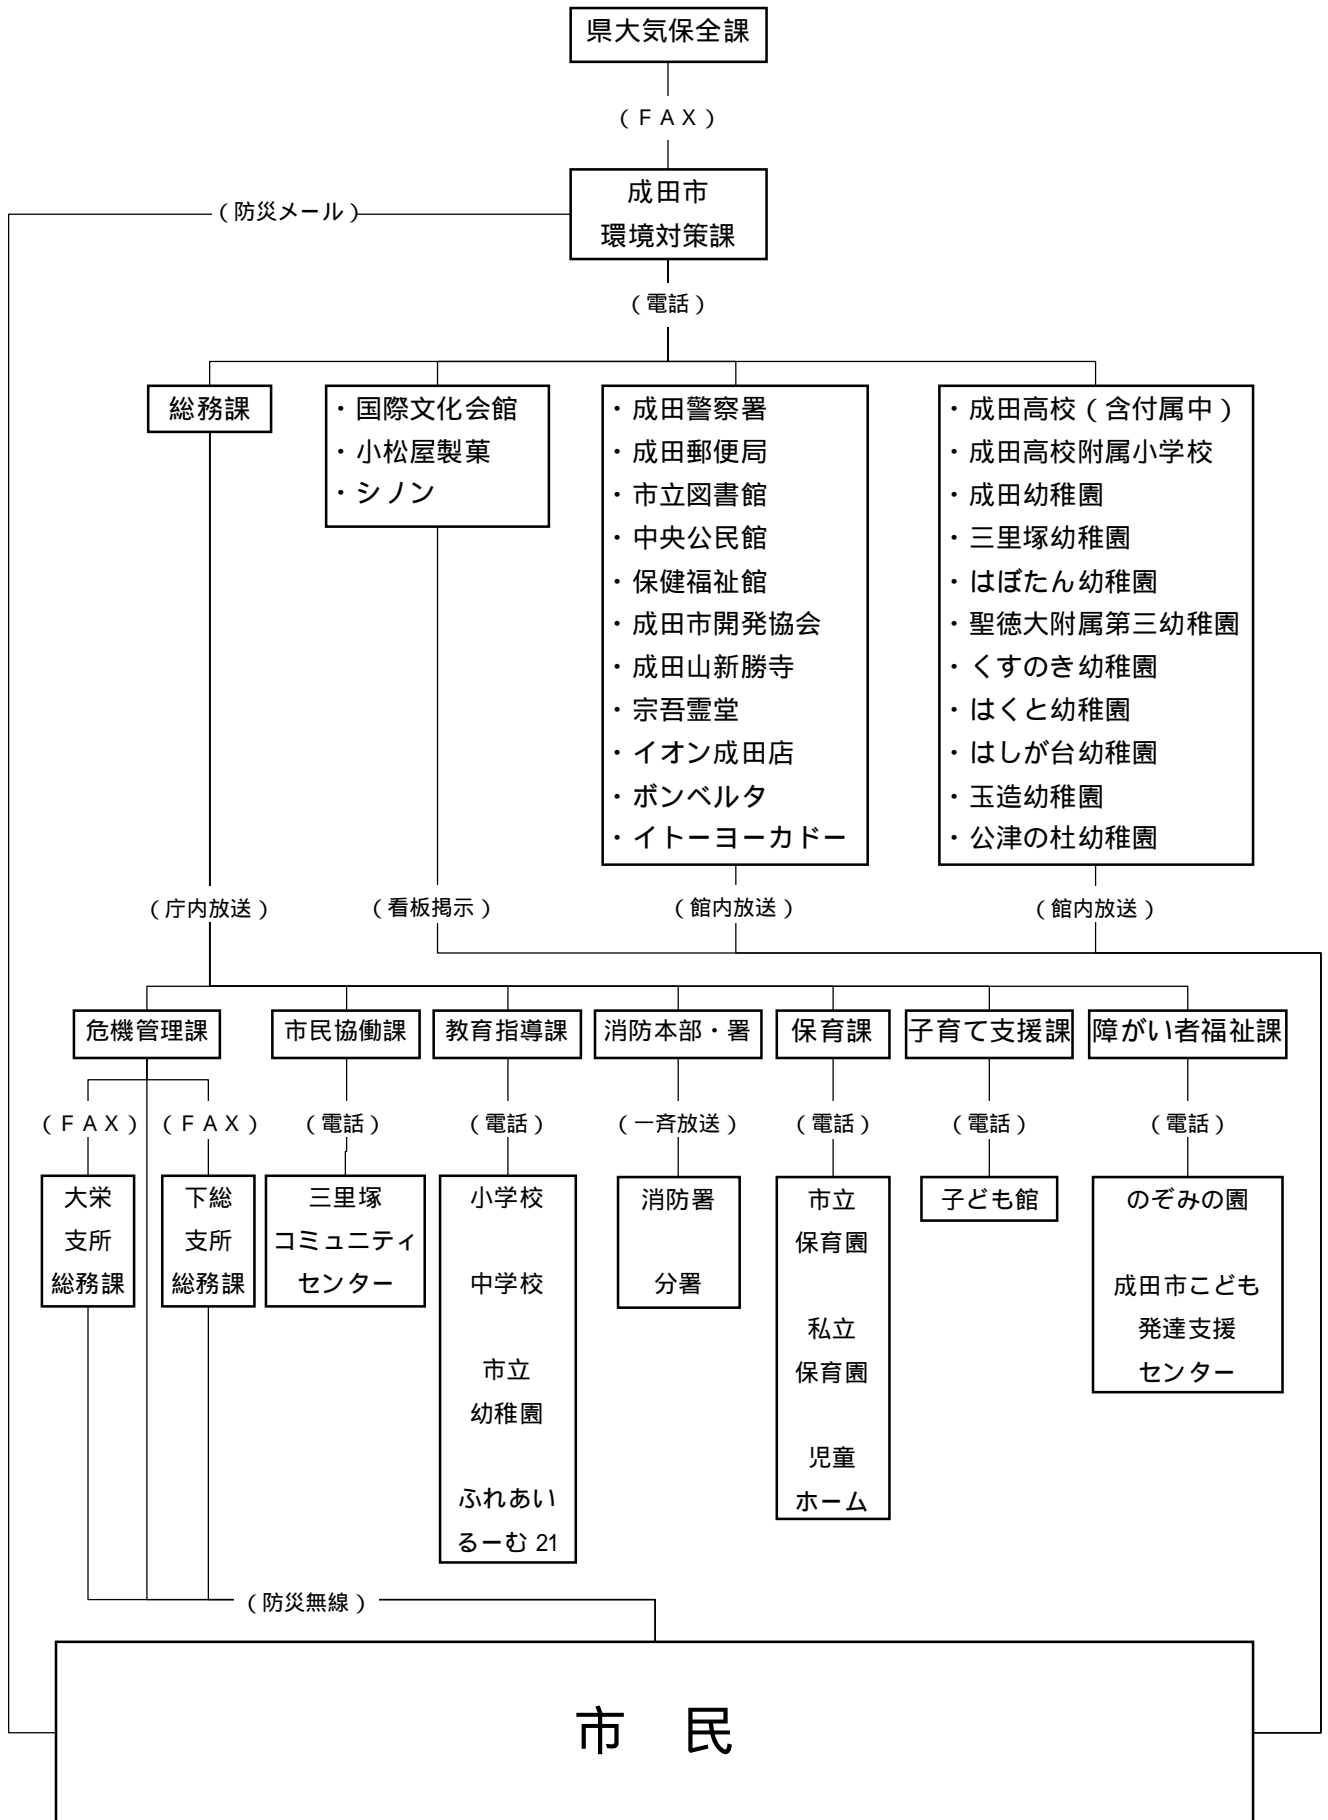 県大気保全課
（ＦＡＸ）
成田市
環境対策課
（防災メール）
（電話）
総務課
・国際文化会館
・小松屋製菓
・シノン
・成田警察署
・成田郵便局
・市立図書館
・中央公民館
・保健福祉館
・成田市開発協会
・成田山新勝寺
・宗吾霊堂
・イオン成田店
・ボンベルタ
・イトーヨーカドー
・成田高校（含付属中）
・成田高校附属小学校
・成田幼稚園
・三里塚幼稚園
・はぼたん幼稚園
・聖徳大附属第三幼稚園
・くすのき幼稚園
・はくと幼稚園
・はしが台幼稚園
・玉造幼稚園
・公津の杜幼稚園
（庁内放送）
（看板掲示）
（館内放送）
（館内放送）
危機管理課
市民協働課
教育指導課
消防本部・署
保育課
子育て支援課
障がい者福祉課
（ＦＡＸ）
（ＦＡＸ）
（電話）
（電話）
（一斉放送）
（電話）
（電話）
（電話）
大栄
支所
総務課
下総
支所
総務課
三里塚
コミュニティ
センター
小学校
中学校
市立
幼稚園
ふれあい
るーむ 21
消防署
分署
市立
保育園
私立
保育園
児童
ホーム
子ども館
のぞみの園
成田市こども
発達支援
センター
（防災無線）
市　民